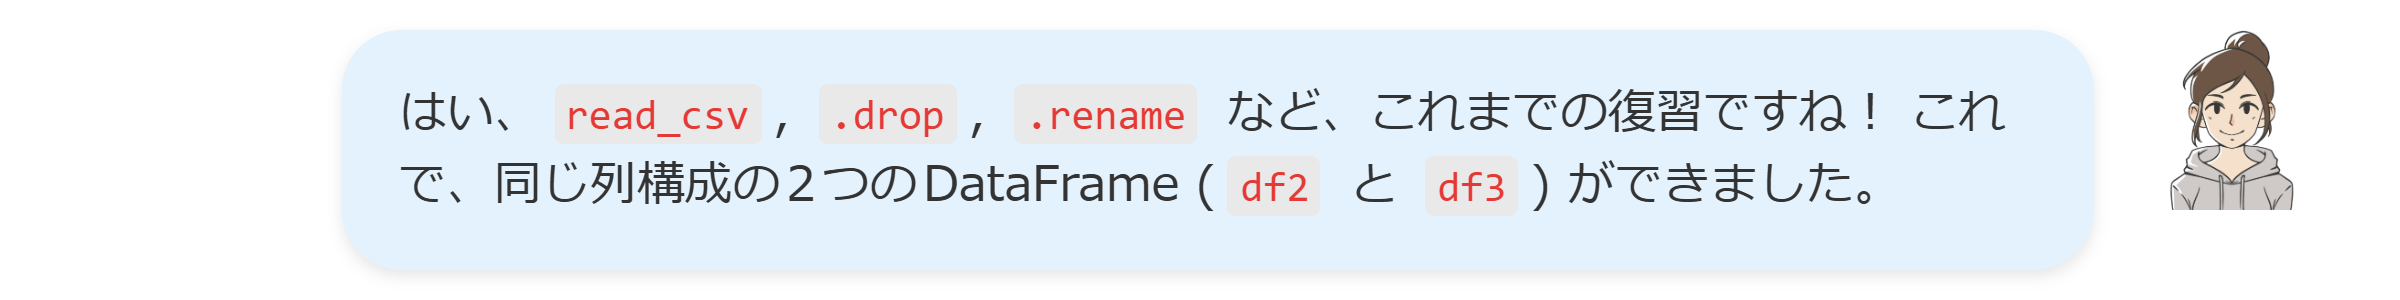 はい、 read_csv , .drop , .rename など、これまでの復習ですね！ これ
で、同じ列構成の２つのDataFrame ( df2 と df3 ) ができました。